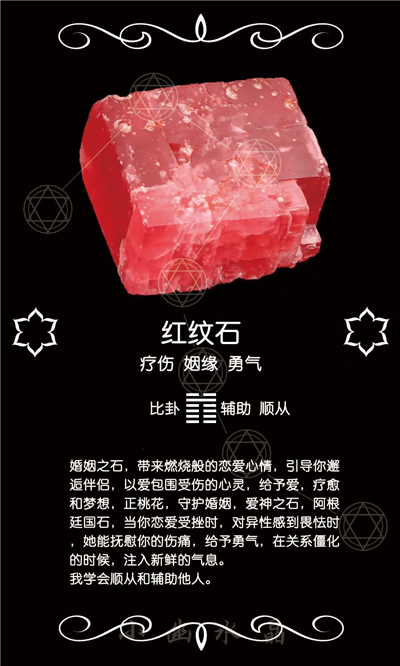 红纹石
疗伤 姻缘 勇气
比卦 辅助 顺从
婚姻之石，带来燃烧般的恋爱心情，引导你邂
逅伴侣，以爱包围受伤的心灵，给予爱，疗愈
和梦想，正桃花，守护婚姻，爱神之石，阿根
廷国石，当你恋爱受挫时，对异性感到畏怯时
，她能抚慰你的伤痛，给予勇气，在关系僵化
的时候，注入新鲜的气息。
我学会顺从和辅助他人。